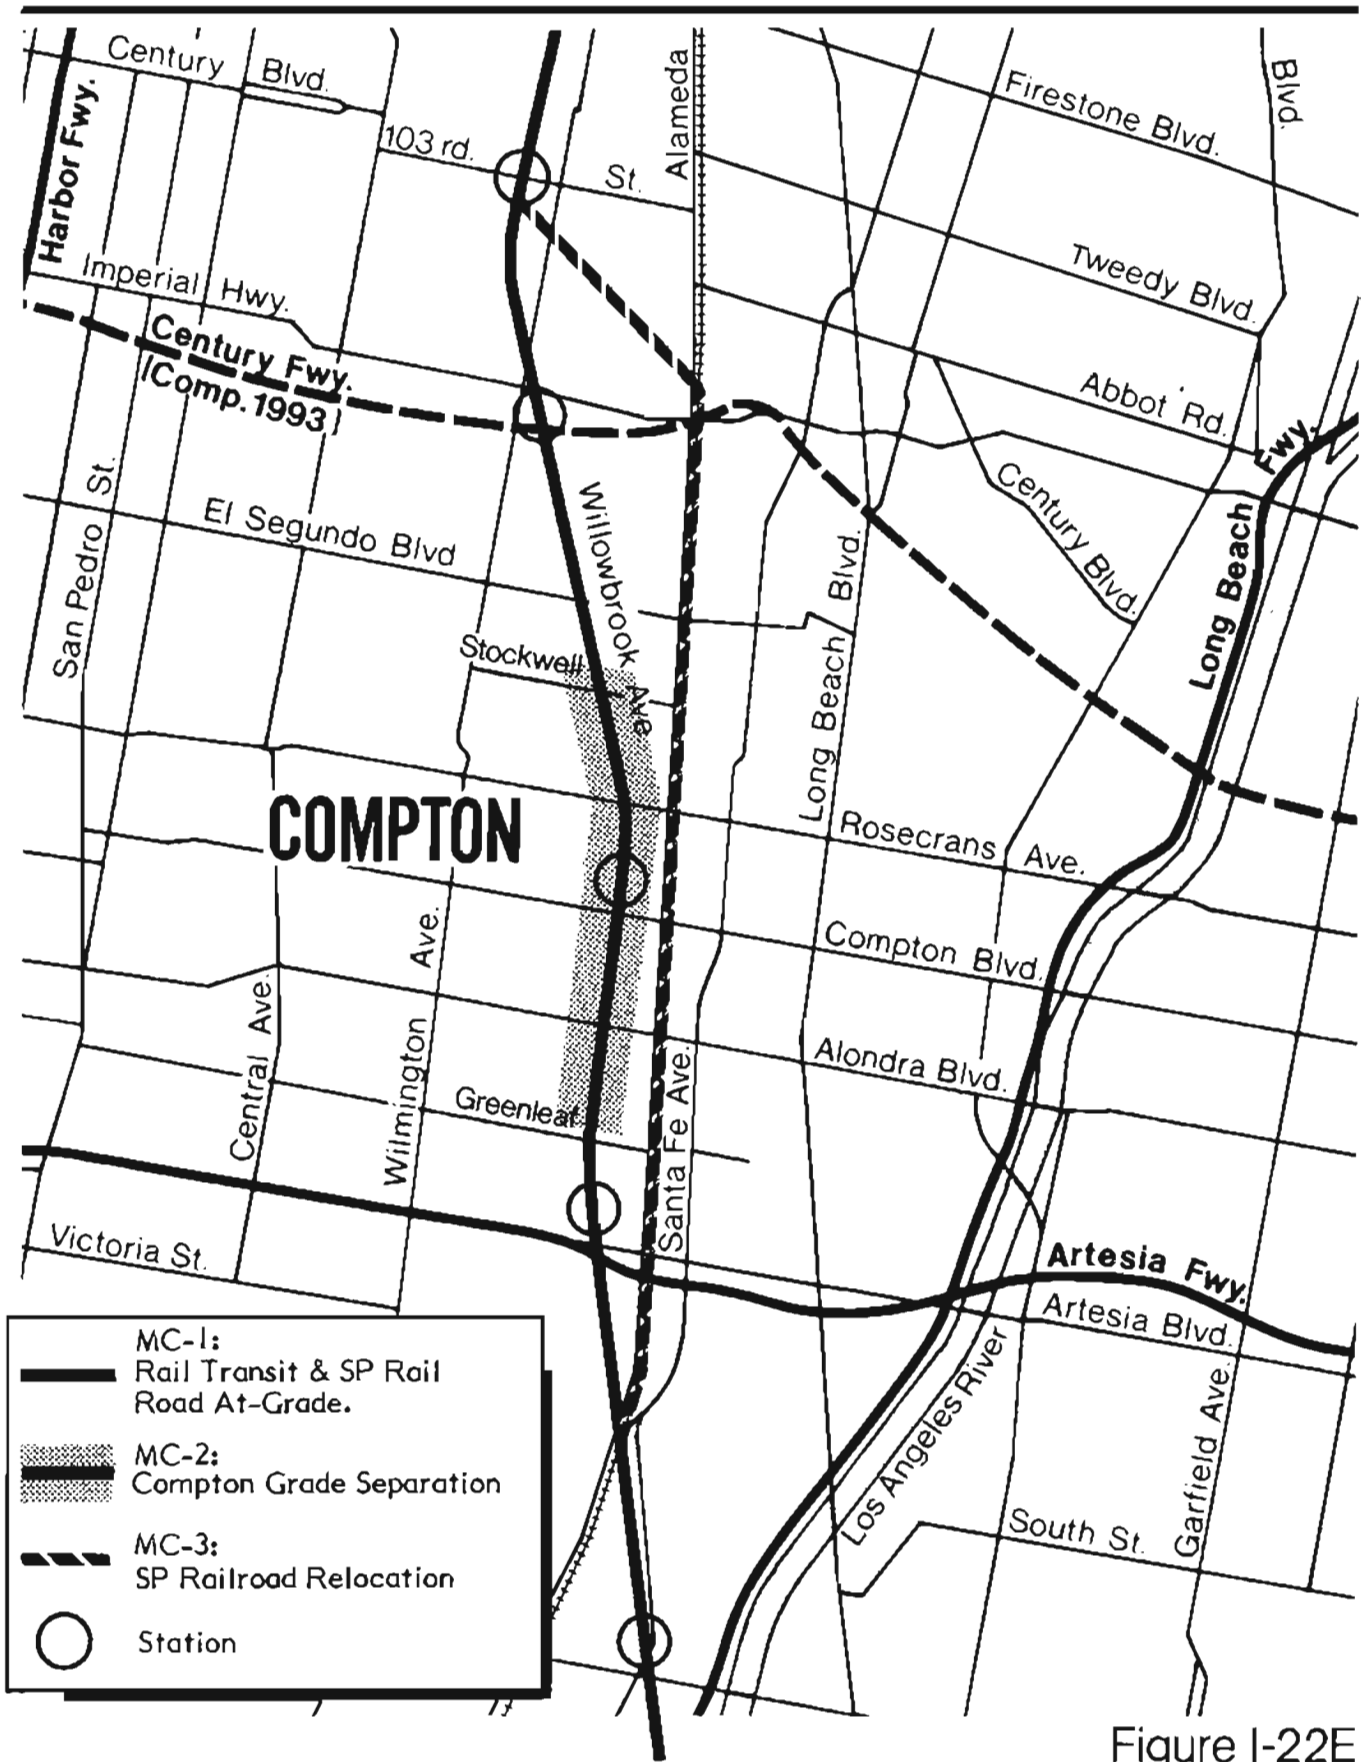 Century Blvd.
Harbor Fwy.
103 rd. St.
Alameda
Firestone Blvd.
Blvd.
Tweedy Blvd.
Imperial Hwy.
Century Fwy.
(Comp. 1993)
Abbot Rd.
Century Blvd.
Long Beach Fwy.
San Pedro St.
El Segundo Blvd
Willowbrook Ave
Stockwell
Long Beach Blvd.
COMPTON
Rosecrans Ave.
Compton Blvd.
Central Ave.
Wilmington Ave.
Alondra Blvd.
Greenleaf
Santa Fe Ave.
Victoria St.
Artesia Fwy.
Artesia Blvd.
Los Angeles River
Garfield Ave.
South St.
MC-1:
Rail Transit & SP Rail
Road At-Grade.
MC-2:
Compton Grade Separation
MC-3:
SP Railroad Relocation
Station
Figure I-22E